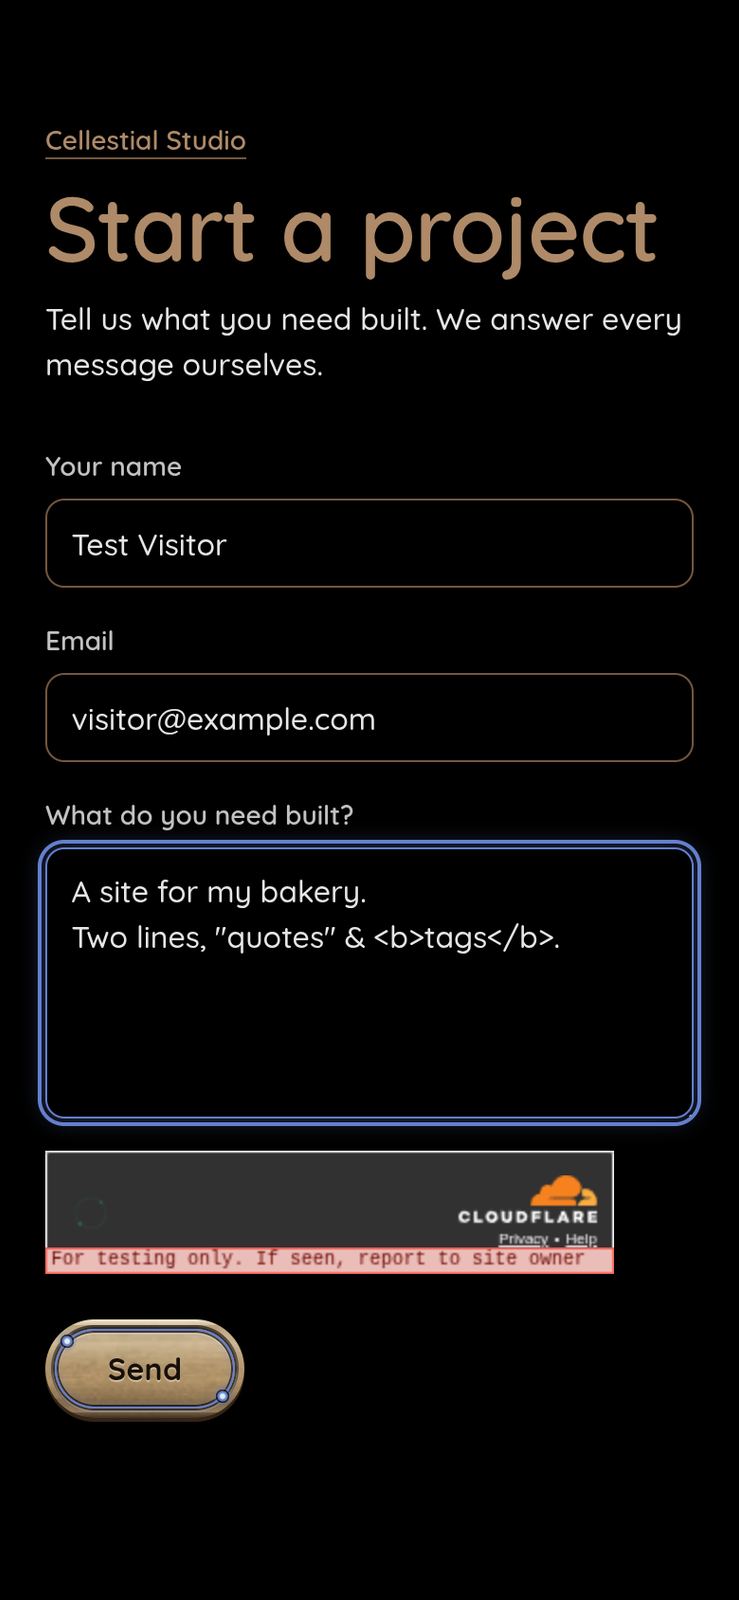 Cellestial Studio
Start a project
Tell us what you need built. We answer every
message ourselves.
Your name
Test Visitor
Email
visitor@example.com
What do you need built?
A site for my bakery.
Two lines, "quotes" & <b>tags</b>.
CLOUDFLARE
Privacy • Help
For testing only. If seen, report to site owner
Send